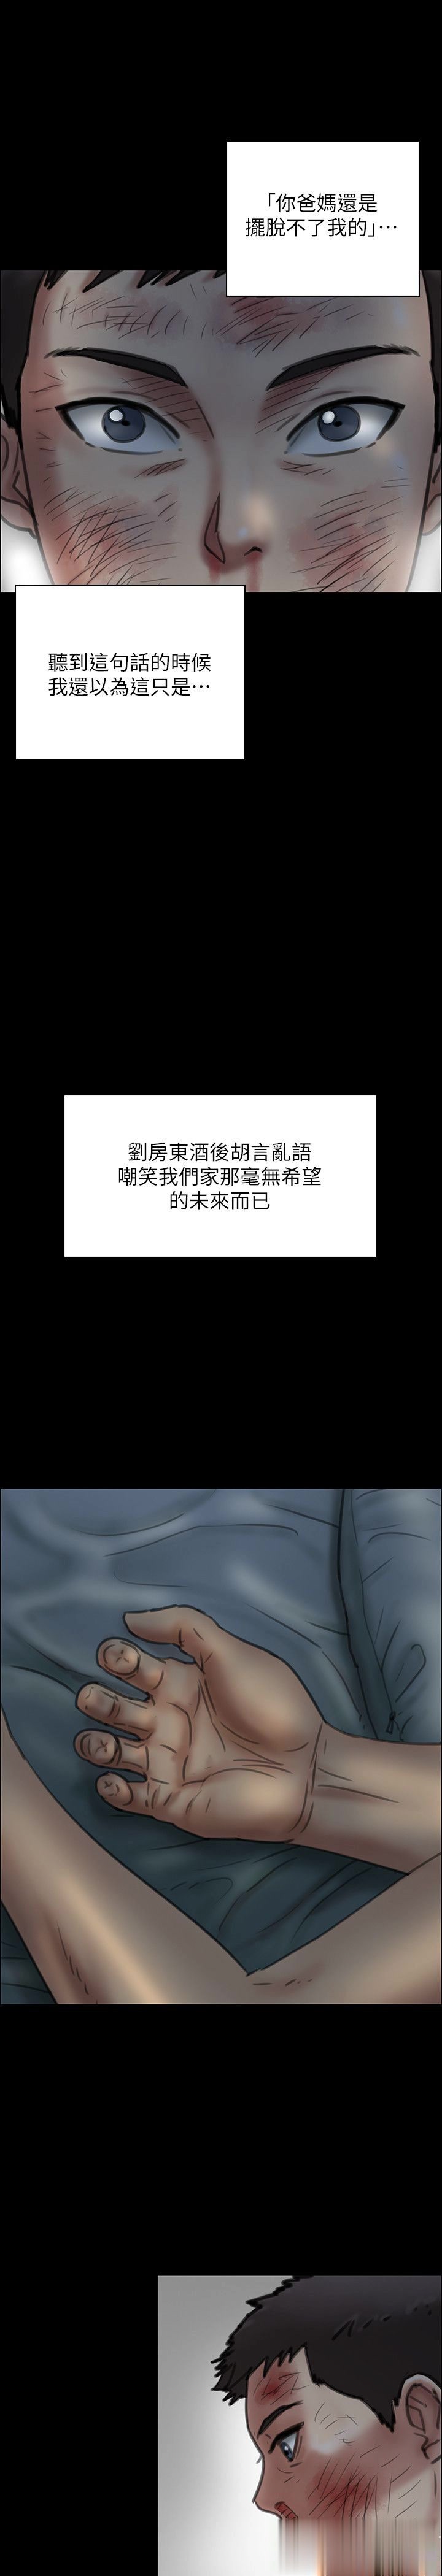 「你爸媽還是
擺脫不了我的」⋯
聽到這句話的時候
我還以為這只是⋯
劉房東酒後胡言亂語
嘲笑我們家那毫無希望
的未來而已